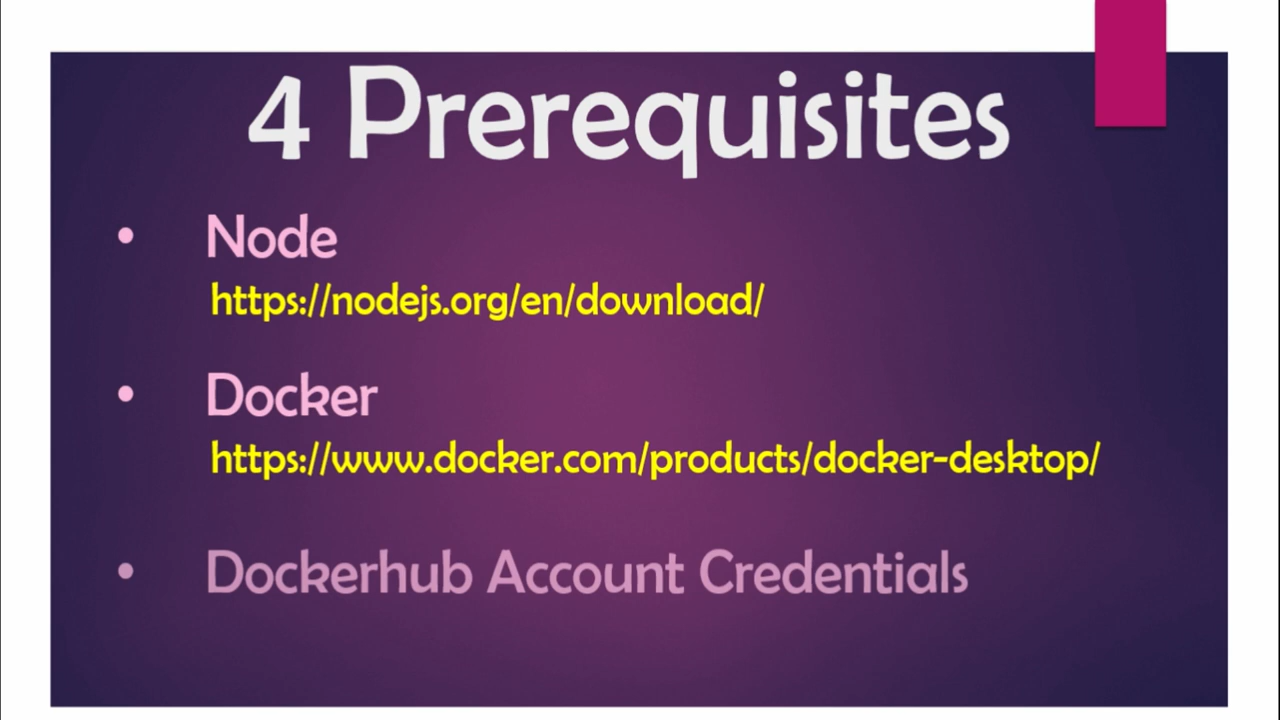 4 Prerequisites
• Node
https://nodejs.org/en/download/
• Docker
https://www.docker.com/products/docker-desktop/
• Dockerhub Account Credentials